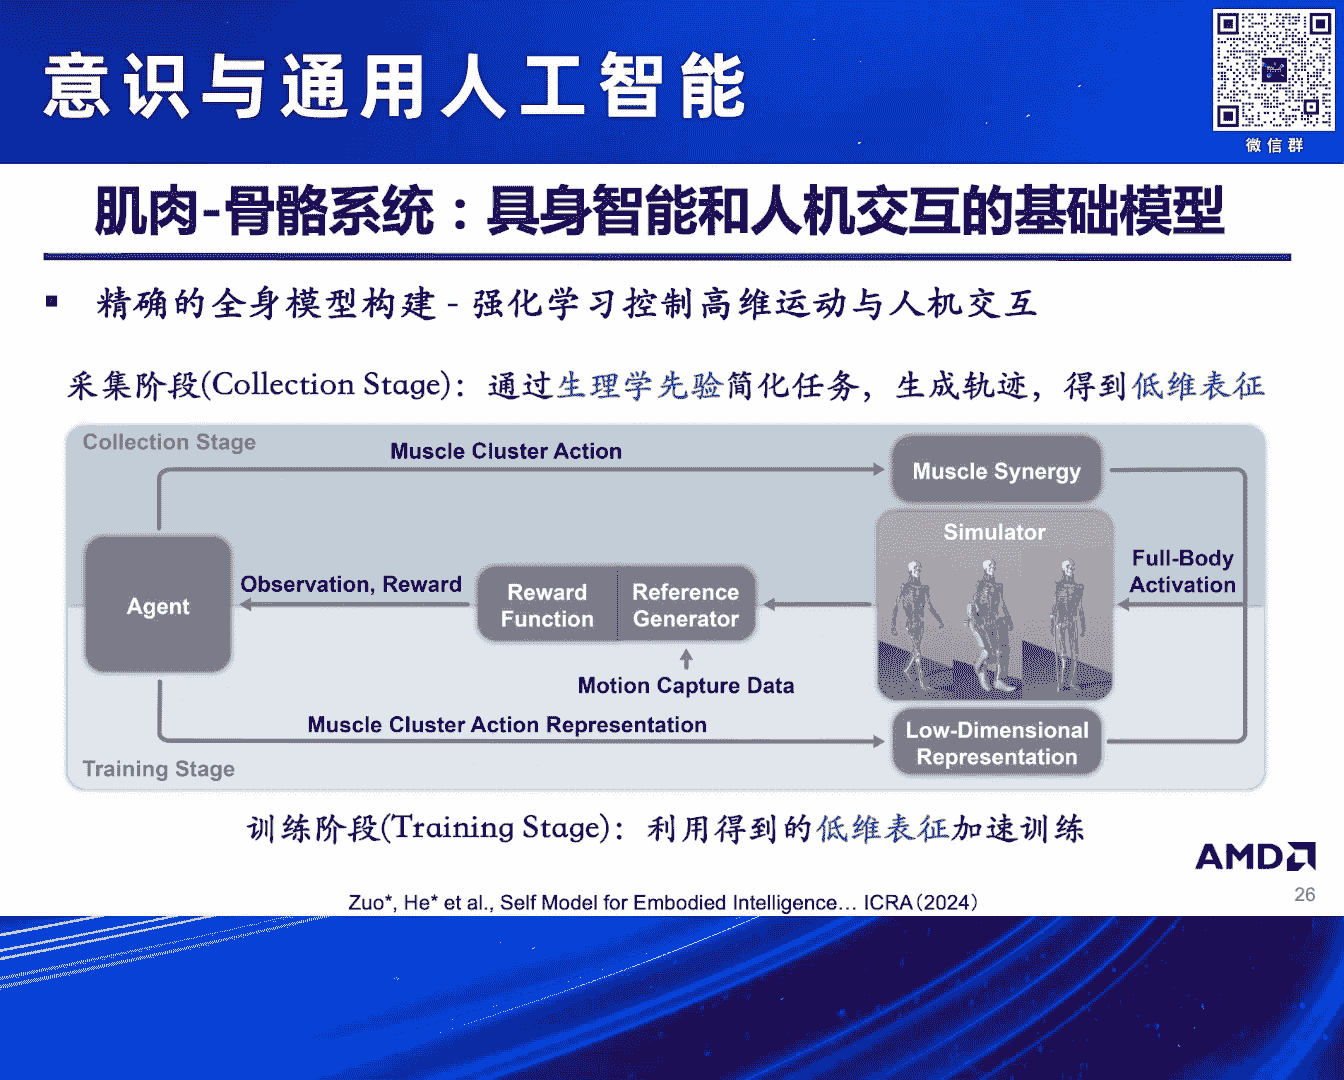 意识与通用人工智能
微信群
肌肉-骨骼系统：具身智能和人机交互的基础模型
精确的全身模型构建 - 强化学习控制高维运动与人机交互
采集阶段(Collection Stage)：通过生理学先验简化任务，生成轨迹，得到低维表征
Collection Stage
Muscle Cluster Action
Muscle Synergy
Simulator
Full-Body
Activation
Agent
Observation, Reward
Reward
Function
Reference
Generator
Motion Capture Data
Muscle Cluster Action Representation
Low-Dimensional
Representation
Training Stage
训练阶段(Training Stage)：利用得到的低维表征加速训练
AMD
26
Zuo*, He* et al., Self Model for Embodied Intelligence... ICRA（2024）